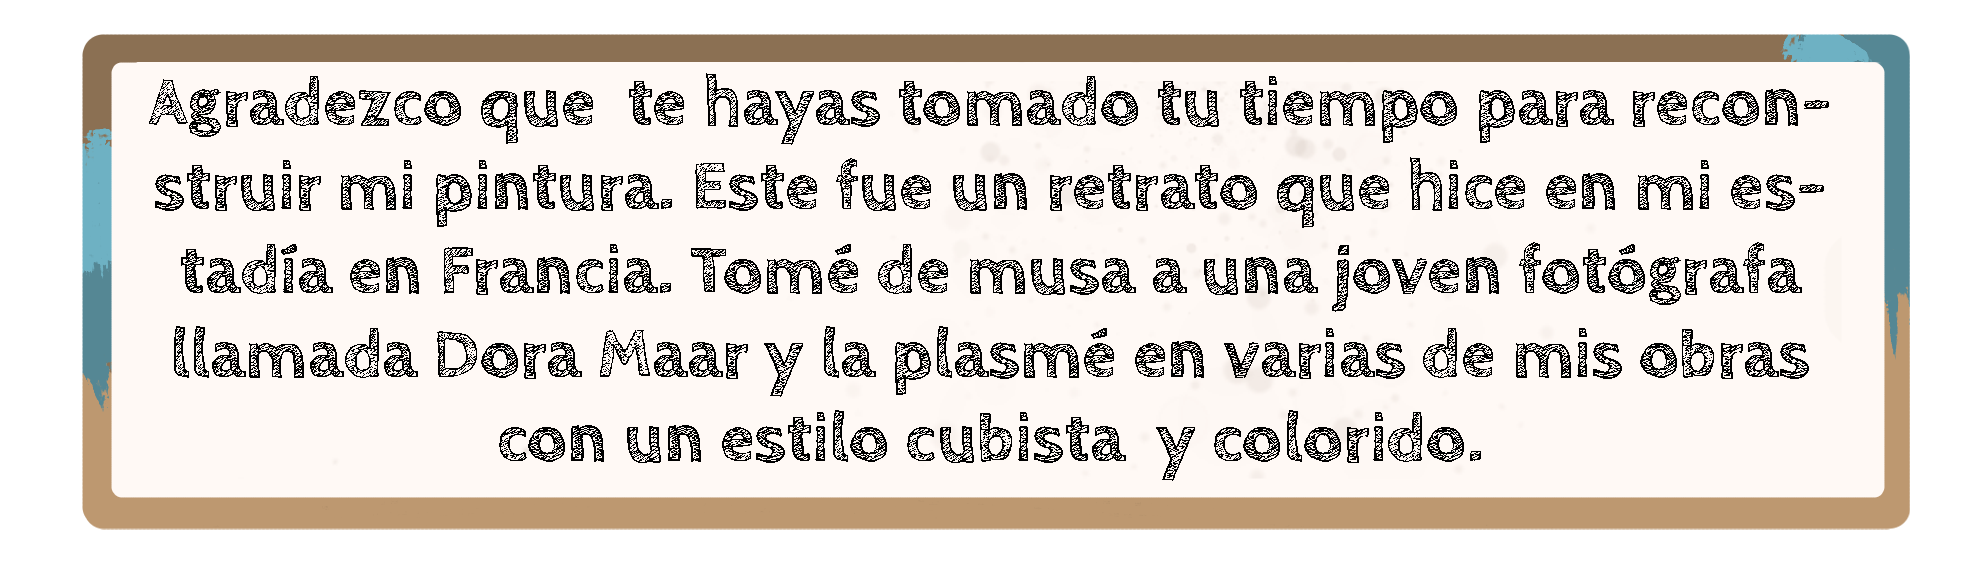 Agradezco que te hayas tomado tu tiempo para recon-
struir mi pintura. Este fue un retrato que hice en mi es-
tadía en Francia. Tomé de musa a una joven fotógrafa
llamada Dora Maar y la plasmé en varias de mis obras
con un estilo cubista y colorido.